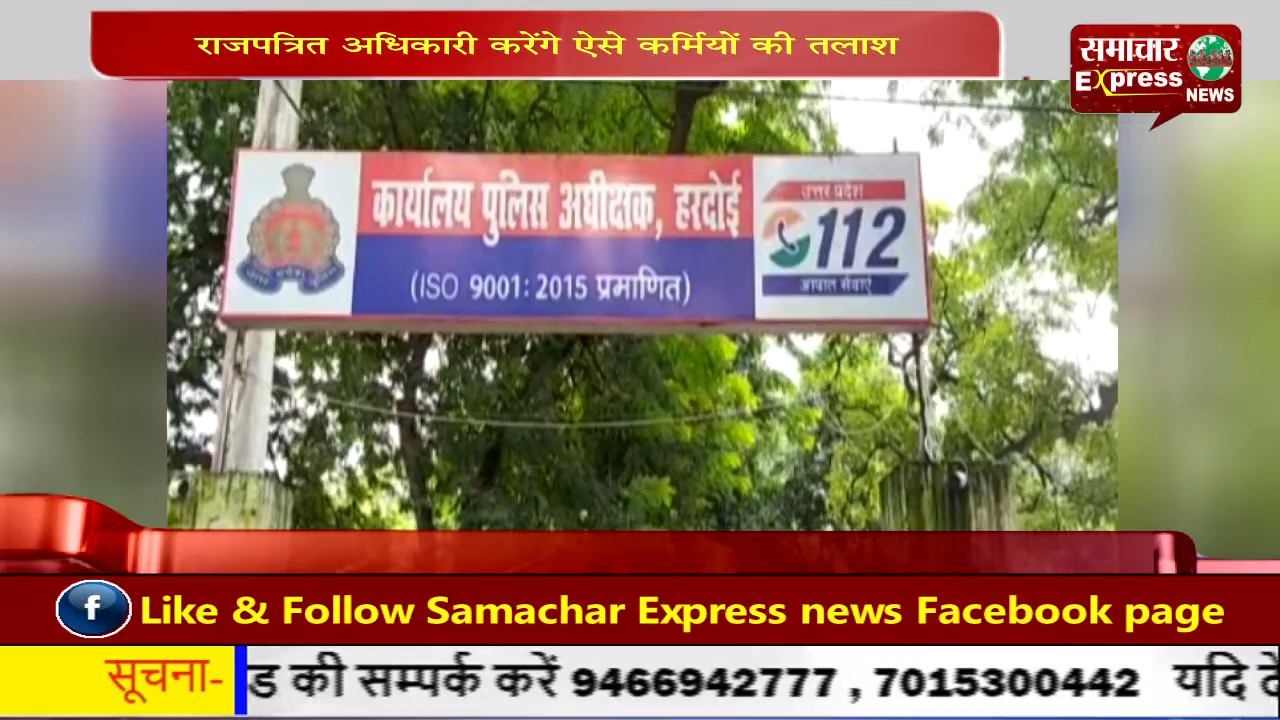 राजपत्रित अधिकारी करेंगे ऐसे कर्मियों की तलाश
समाचार
Express
NEWS
कार्यालय पुलिस अधीक्षक, हरदोई
(ISO 9001:2015 प्रमाणित)
उत्तर प्रदेश
112
आपात सेवाएं
f Like & Follow Samachar Express news Facebook page
सूचना- ड की सम्पर्क करें 9466942777 , 7015300442 यदि